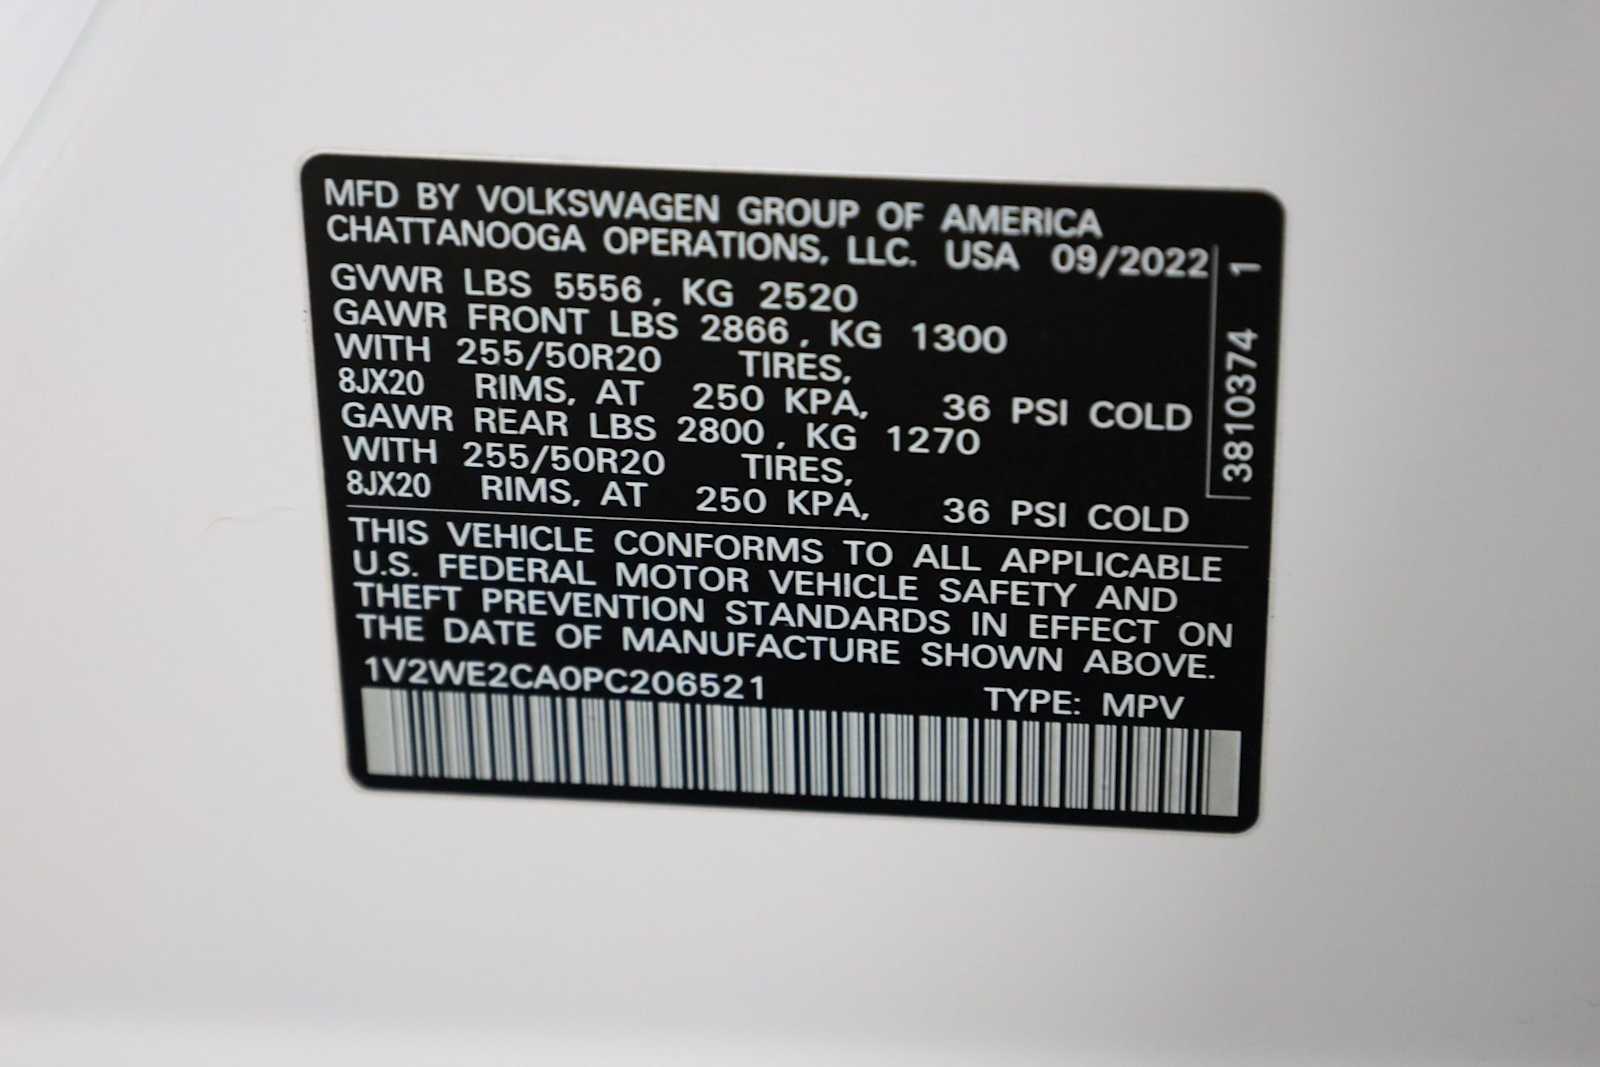 MFD BY VOLKSWAGEN GROUP OF AMERICA
CHATTANOOGA OPERATIONS, LLC. USA 09/2022
GVWR LBS 5556, KG 2520
GAWR FRONT LBS 2866, KG 1300
WITH 255/50R20 TIRES,
8JX20 RIMS, AT 250 KPA, 36 PSI COLD
GAWR REAR LBS 2800, KG 1270
WITH 255/50R20 TIRES,
8JX20 RIMS, AT 250 KPA, 36 PSI COLD
3810374 1
THIS VEHICLE CONFORMS TO ALL APPLICABLE
U.S. FEDERAL MOTOR VEHICLE SAFETY AND
THEFT PREVENTION STANDARDS IN EFFECT ON
THE DATE OF MANUFACTURE SHOWN ABOVE.
1V2WE2CA0PC206521 TYPE: MPV